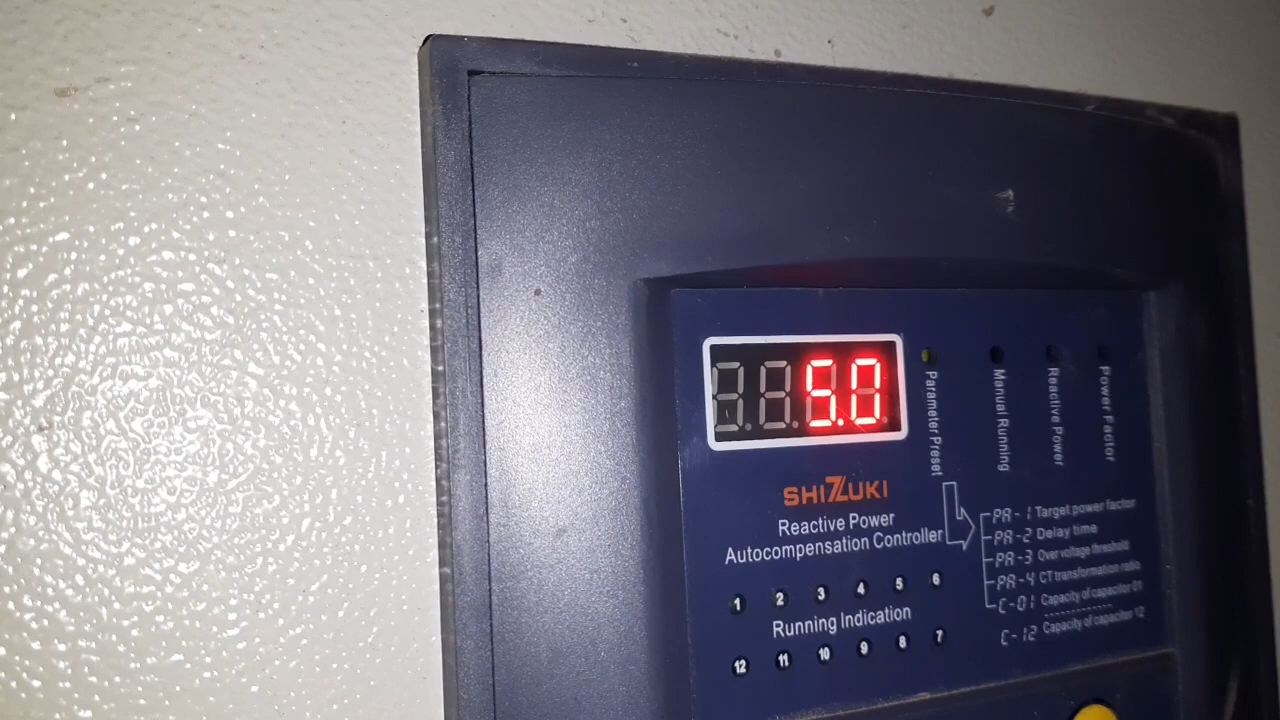 5.0
Parameter Preset
Manual Running
Reactive Power
Power Factor
SHIZUKI
Reactive Power
Autocompensation Controller
PA-1 Target power factor
PA-2 Delay time
PA-3 Over voltage threshold
PA-4 CT transformation ratio
C-01 Capacity of capacitor 01
C-12 Capacity of capacitor 12
1 2 3 4 5 6
Running Indication
12 11 10 9 8 7